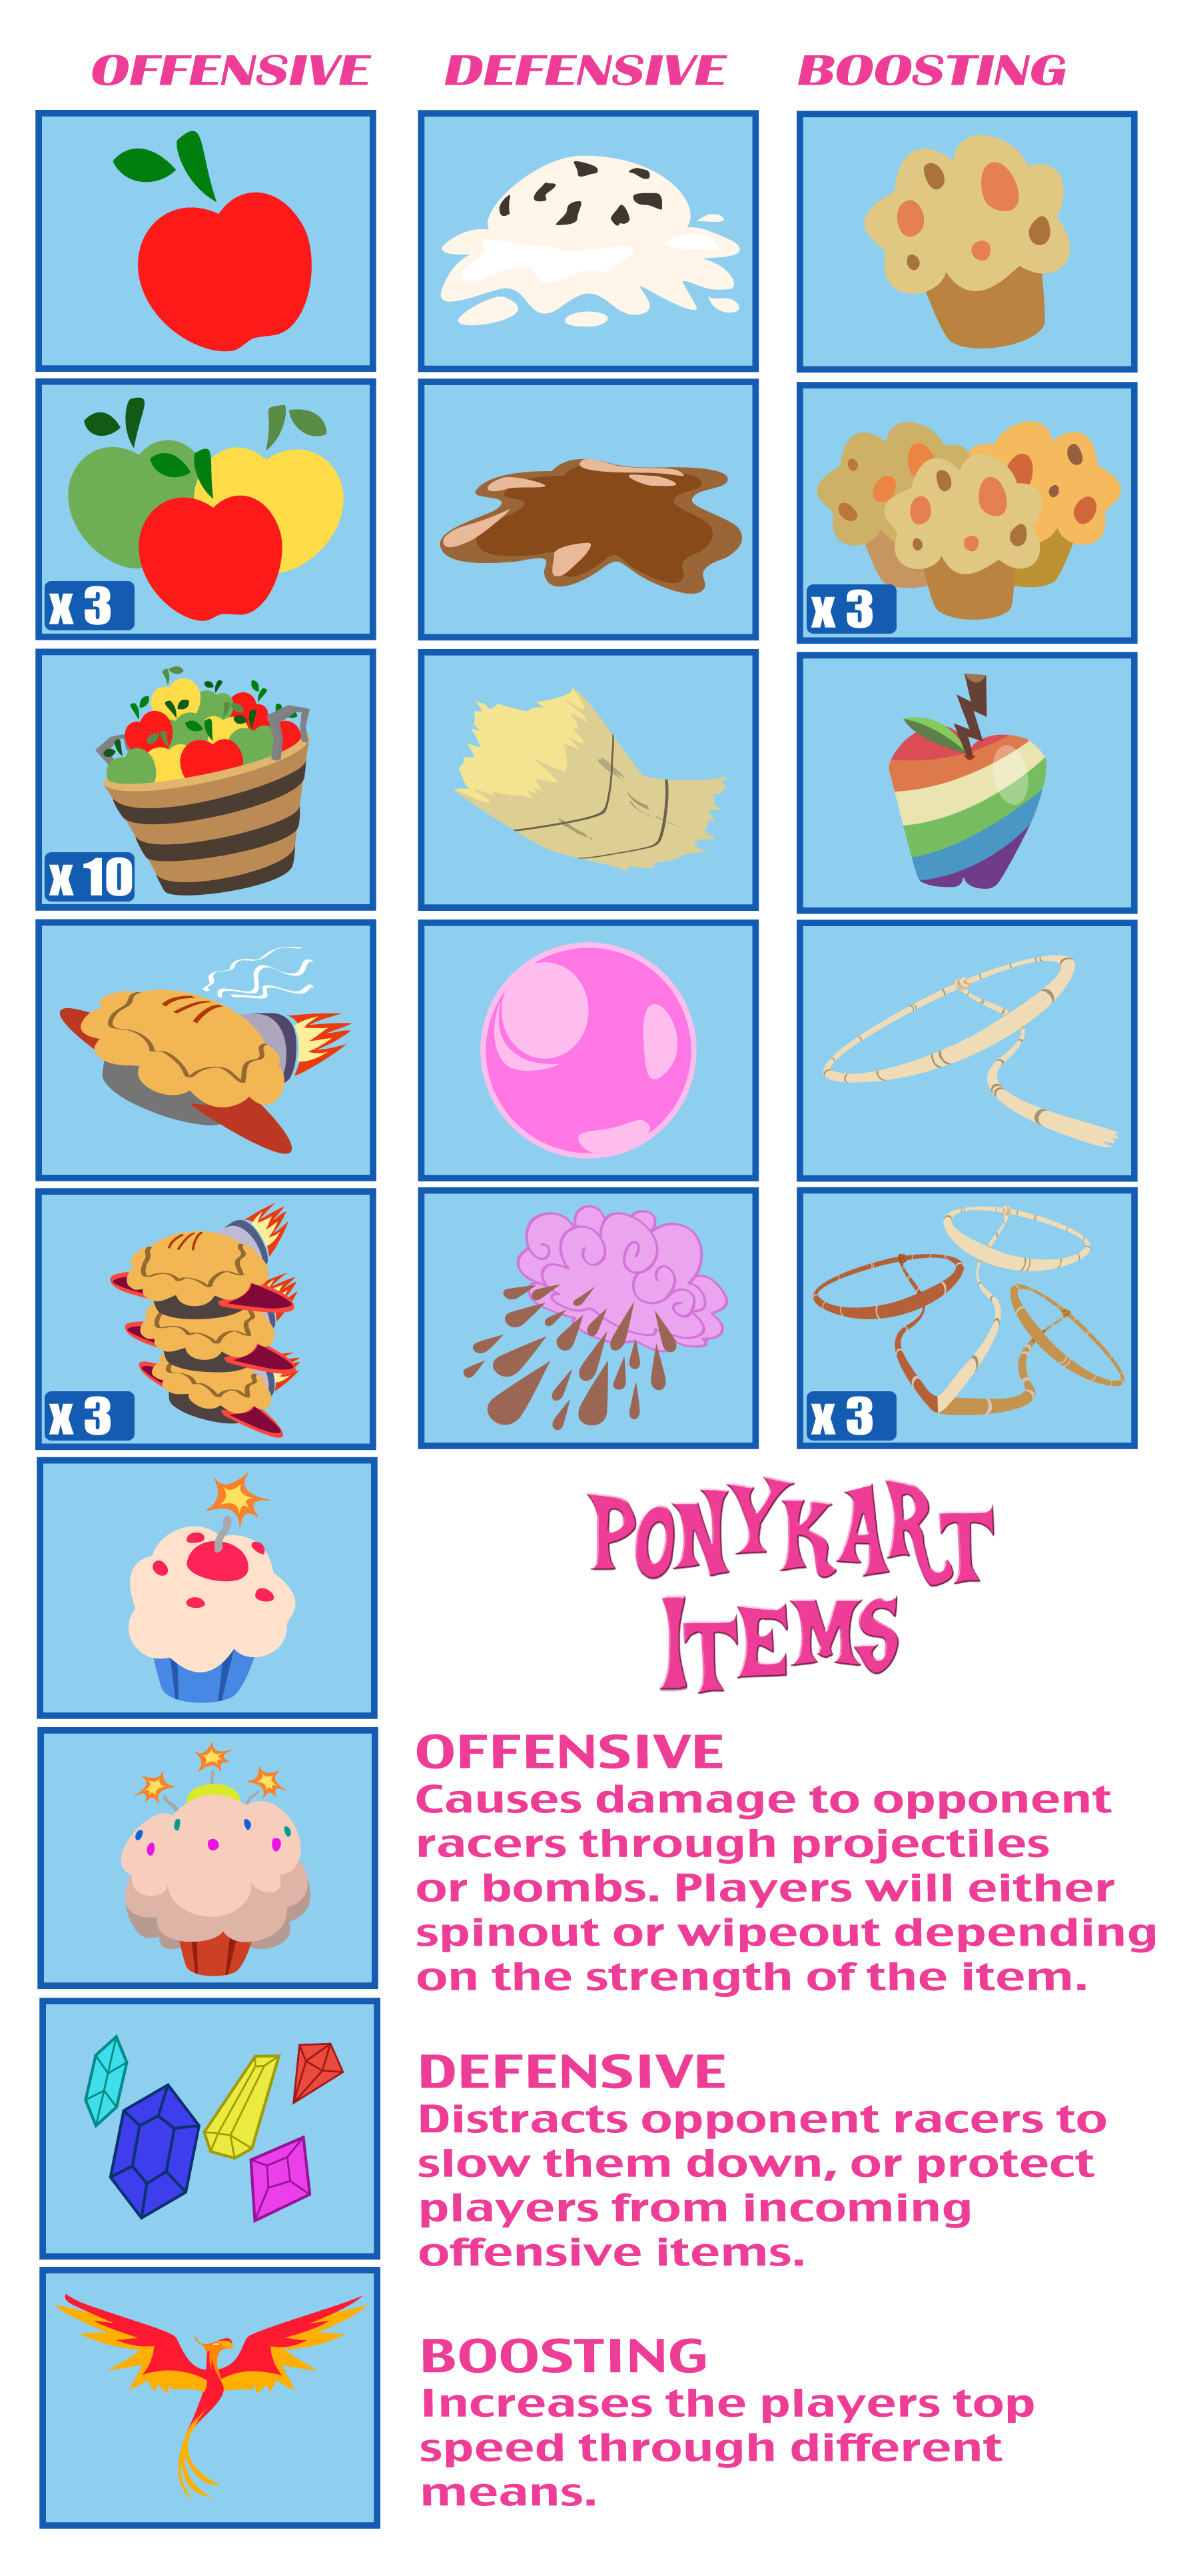 OFFENSIVE DEFENSIVE BOOSTING
x 3
x 3
x 10
x 3
x 3
PONYKART
ITEMS
OFFENSIVE
Causes damage to opponent
racers through projectiles
or bombs. Players will either
spinout or wipeout depending
on the strength of the item.
DEFENSIVE
Distracts opponent racers to
slow them down, or protect
players from incoming
offensive items.
BOOSTING
Increases the players top
speed through different
means.